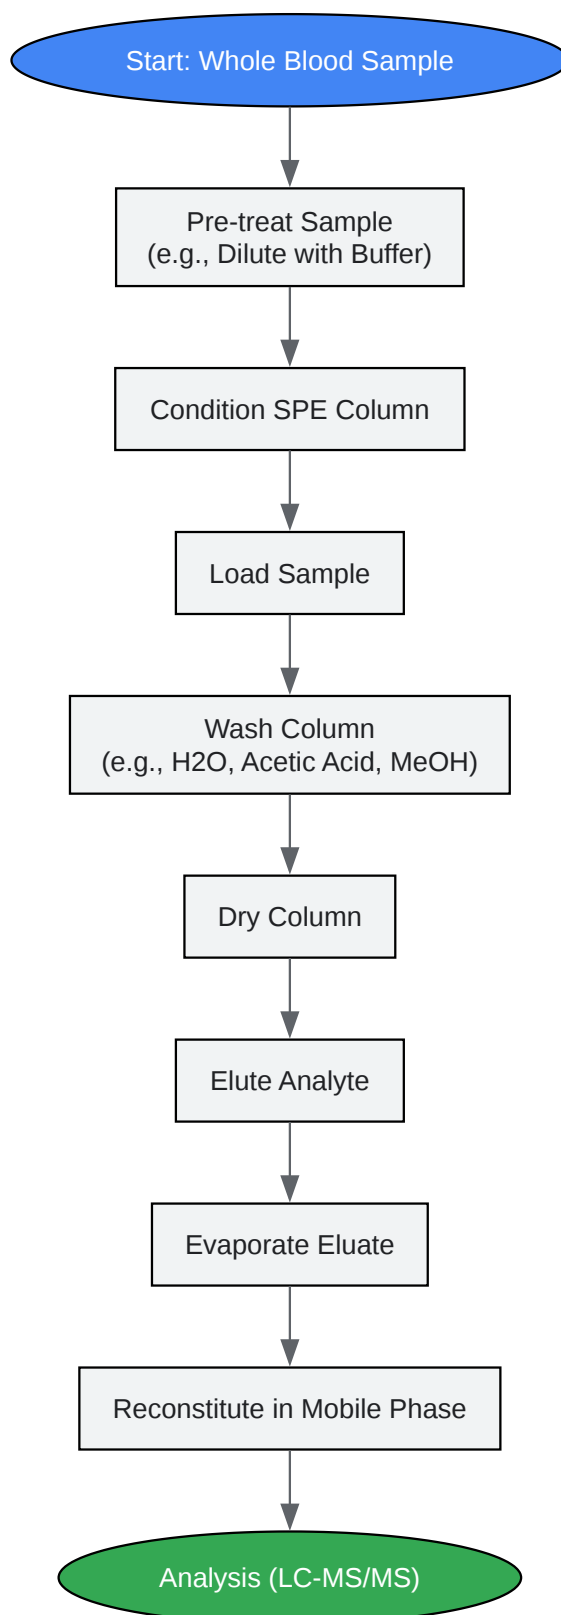 Start: Whole Blood Sample
Pre-treat Sample
(e.g., Dilute with Buffer)
Condition SPE Column
Load Sample
Wash Column
(e.g., H2O, Acetic Acid, MeOH)
Dry Column
Elute Analyte
Evaporate Eluate
Reconstitute in Mobile Phase
Analysis (LC-MS/MS)